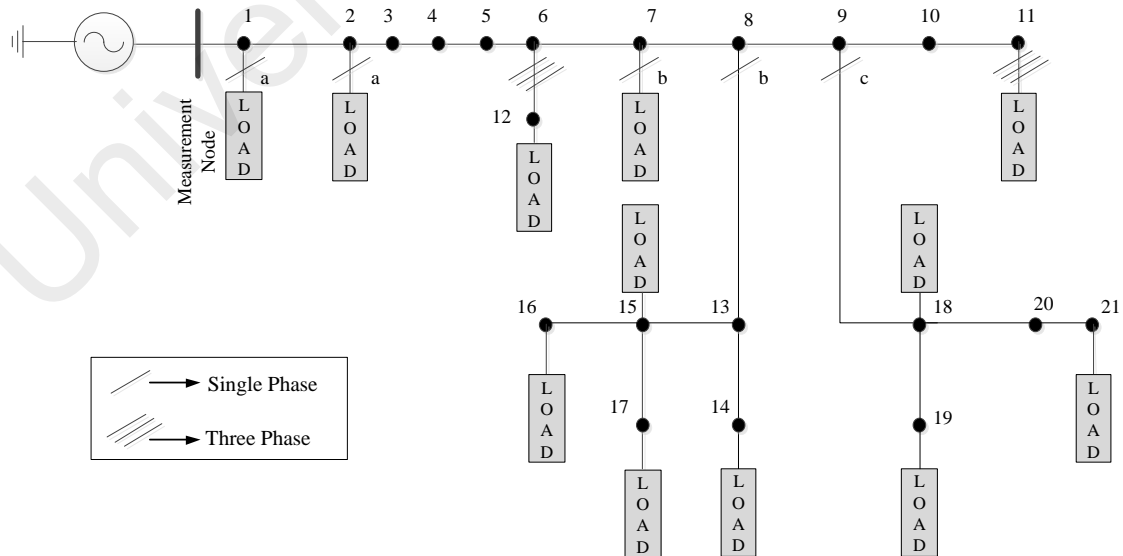 1 2 3 4 5 6 7 8 9 10 11
a a b b c
LOAD LOAD LOAD LOAD
Measurement
Node
12
LOAD
LOAD LOAD
16 15 13 18 20 21
LOAD LOAD
17 14 19
LOAD LOAD LOAD
Single Phase
Three Phase
Univer